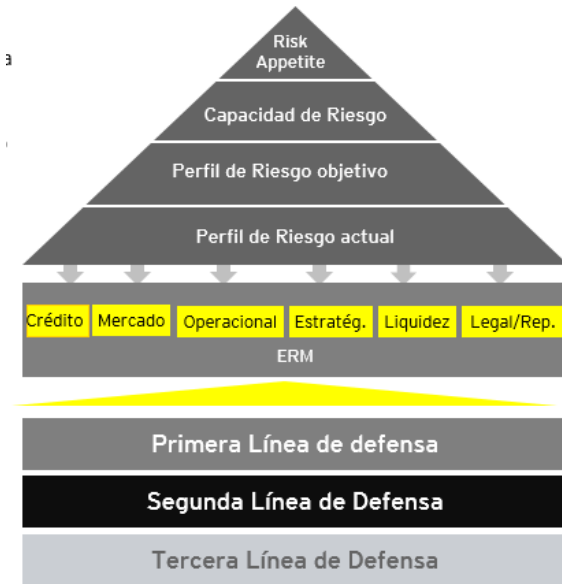 a
Risk
Appetite
Capacidad de Riesgo
Perfil de Riesgo objetivo
Perfil de Riesgo actual
Crédito Mercado Operacional Estratég. Liquidez Legal/Rep.
ERM
Primera Línea de defensa
Segunda Línea de Defensa
Tercera Línea de Defensa